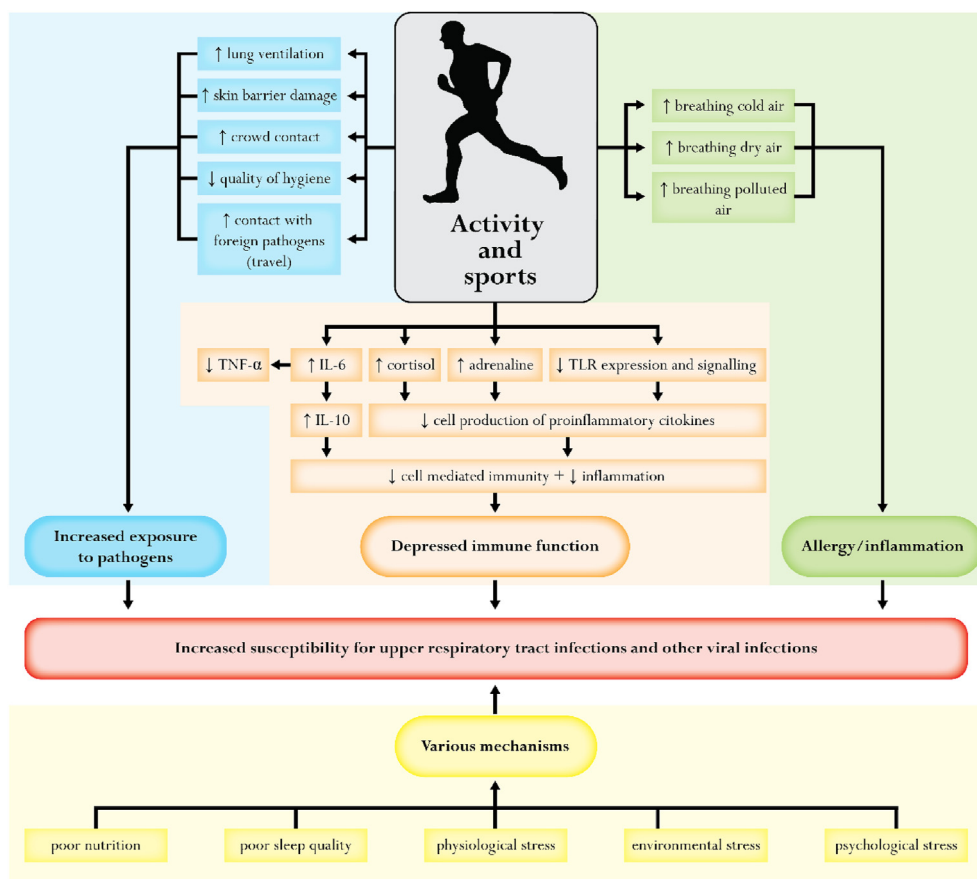 ↑ lung ventilation
↑ skin barrier damage
↑ crowd contact
↓ quality of hygiene
↑ contact with
foreign pathogens
(travel)
Activity
and
sports
↑ breathing cold air
↑ breathing dry air
↑ breathing polluted
air
↓ TNF-α
↑ IL-6
↑ cortisol
↑ adrenaline
↓ TLR expression and signalling
↑ IL-10
↓ cell production of proinflammatory citokines
↓ cell mediated immunity + ↓ inflammation
Increased exposure
to pathogens
Depressed immune function
Allergy/inflammation
Increased susceptibility for upper respiratory tract infections and other viral infections
Various mechanisms
poor nutrition
poor sleep quality
physiological stress
environmental stress
psychological stress